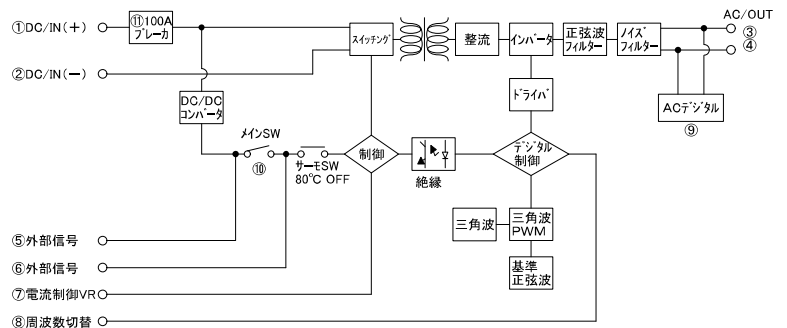 ①DC/IN(+)
⑪100A
ブレーカ
スイッチング
整流
インバータ
正弦波
フィルター
ノイズ
フィルター
AC/OUT
③
④
②DC/IN(−)
DC/DC
コンバータ
ドライバ
ACデジタル
⑨
メインSW
⑩
サーモSW
80℃ OFF
制御
絶縁
デジタル
制御
三角波
三角波
PWM
基準
正弦波
⑤外部信号
⑥外部信号
⑦電流制御VR
⑧周波数切替